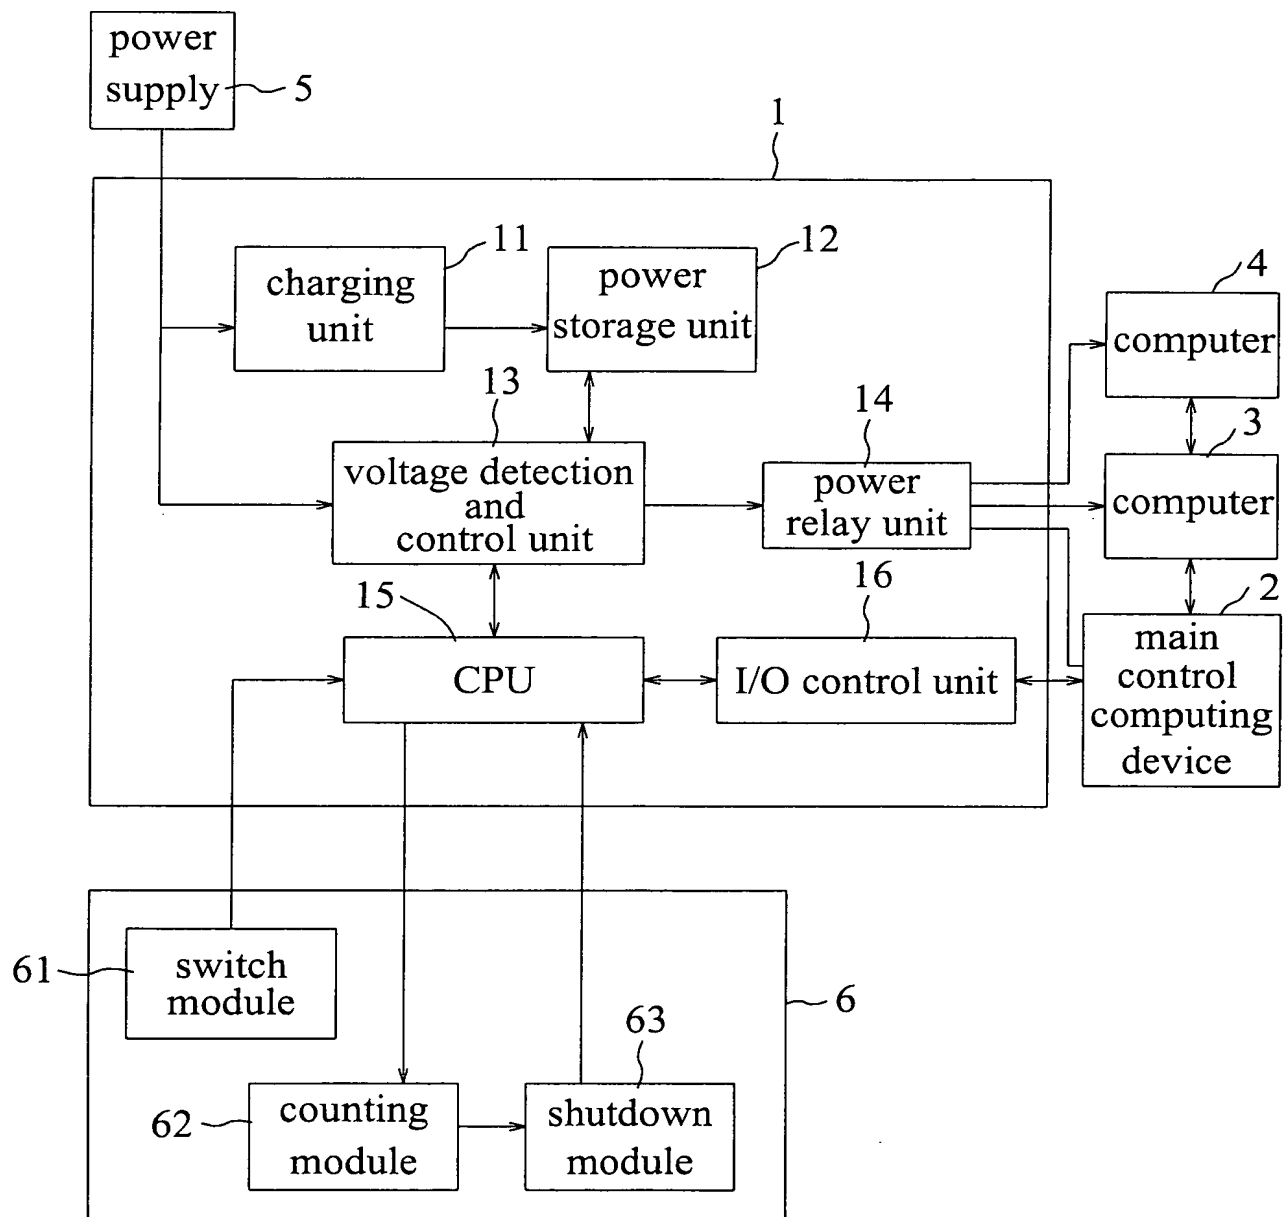 power
supply
5
1
11
12
charging
unit
power
storage unit
4
computer
13
14
3
voltage detection
and
control unit
power
relay unit
computer
15
16
2
CPU
I/O control unit
main
control
computing
device
61
switch
module
6
63
62
counting
module
shutdown
module